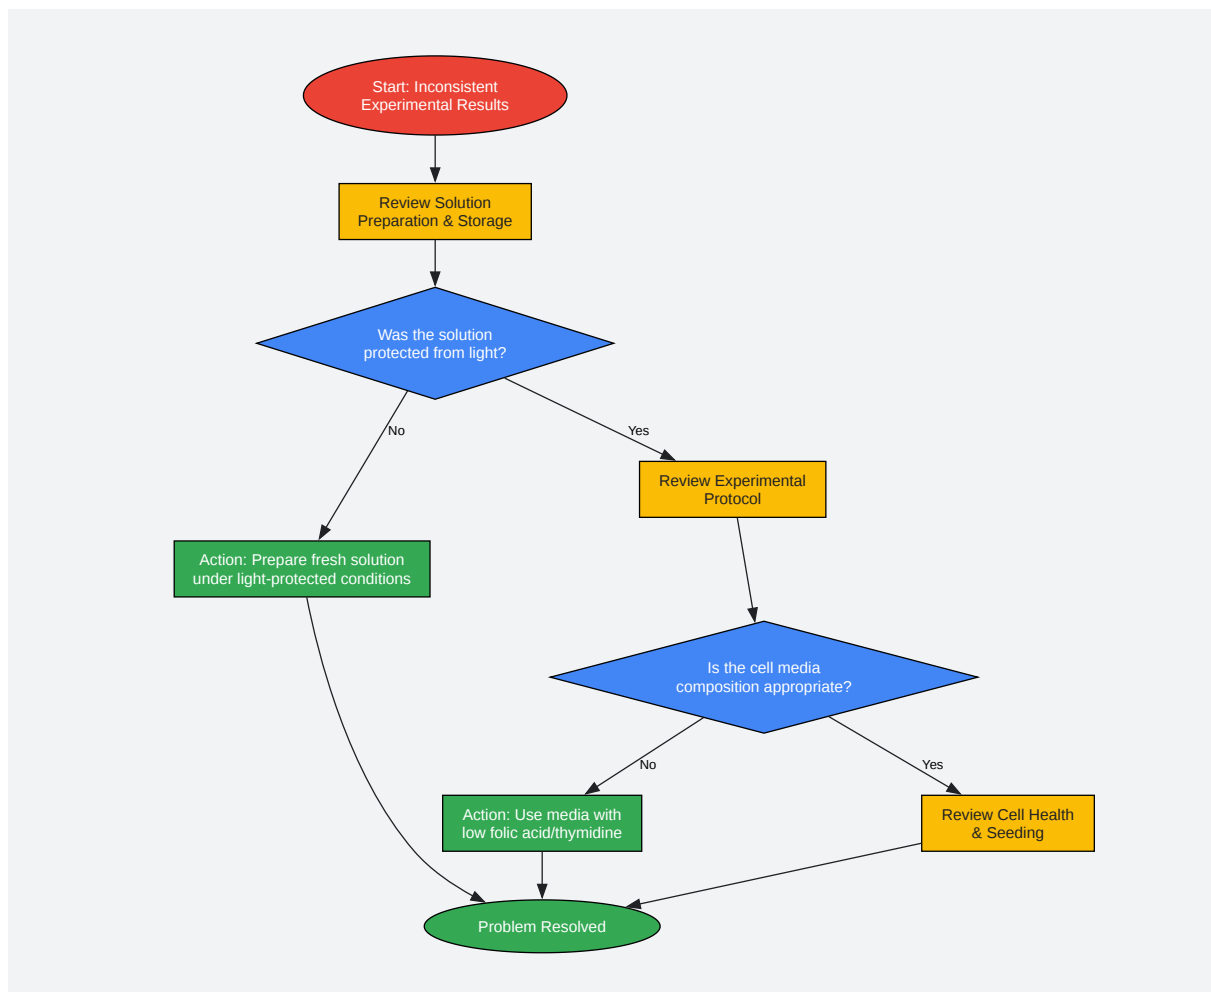 Start: Inconsistent
Experimental Results
Review Solution
Preparation & Storage
Was the solution
protected from light?
No
Yes
Review Experimental
Protocol
Action: Prepare fresh solution
under light-protected conditions
Is the cell media
composition appropriate?
No
Yes
Action: Use media with
low folic acid/thymidine
Review Cell Health
& Seeding
Problem Resolved